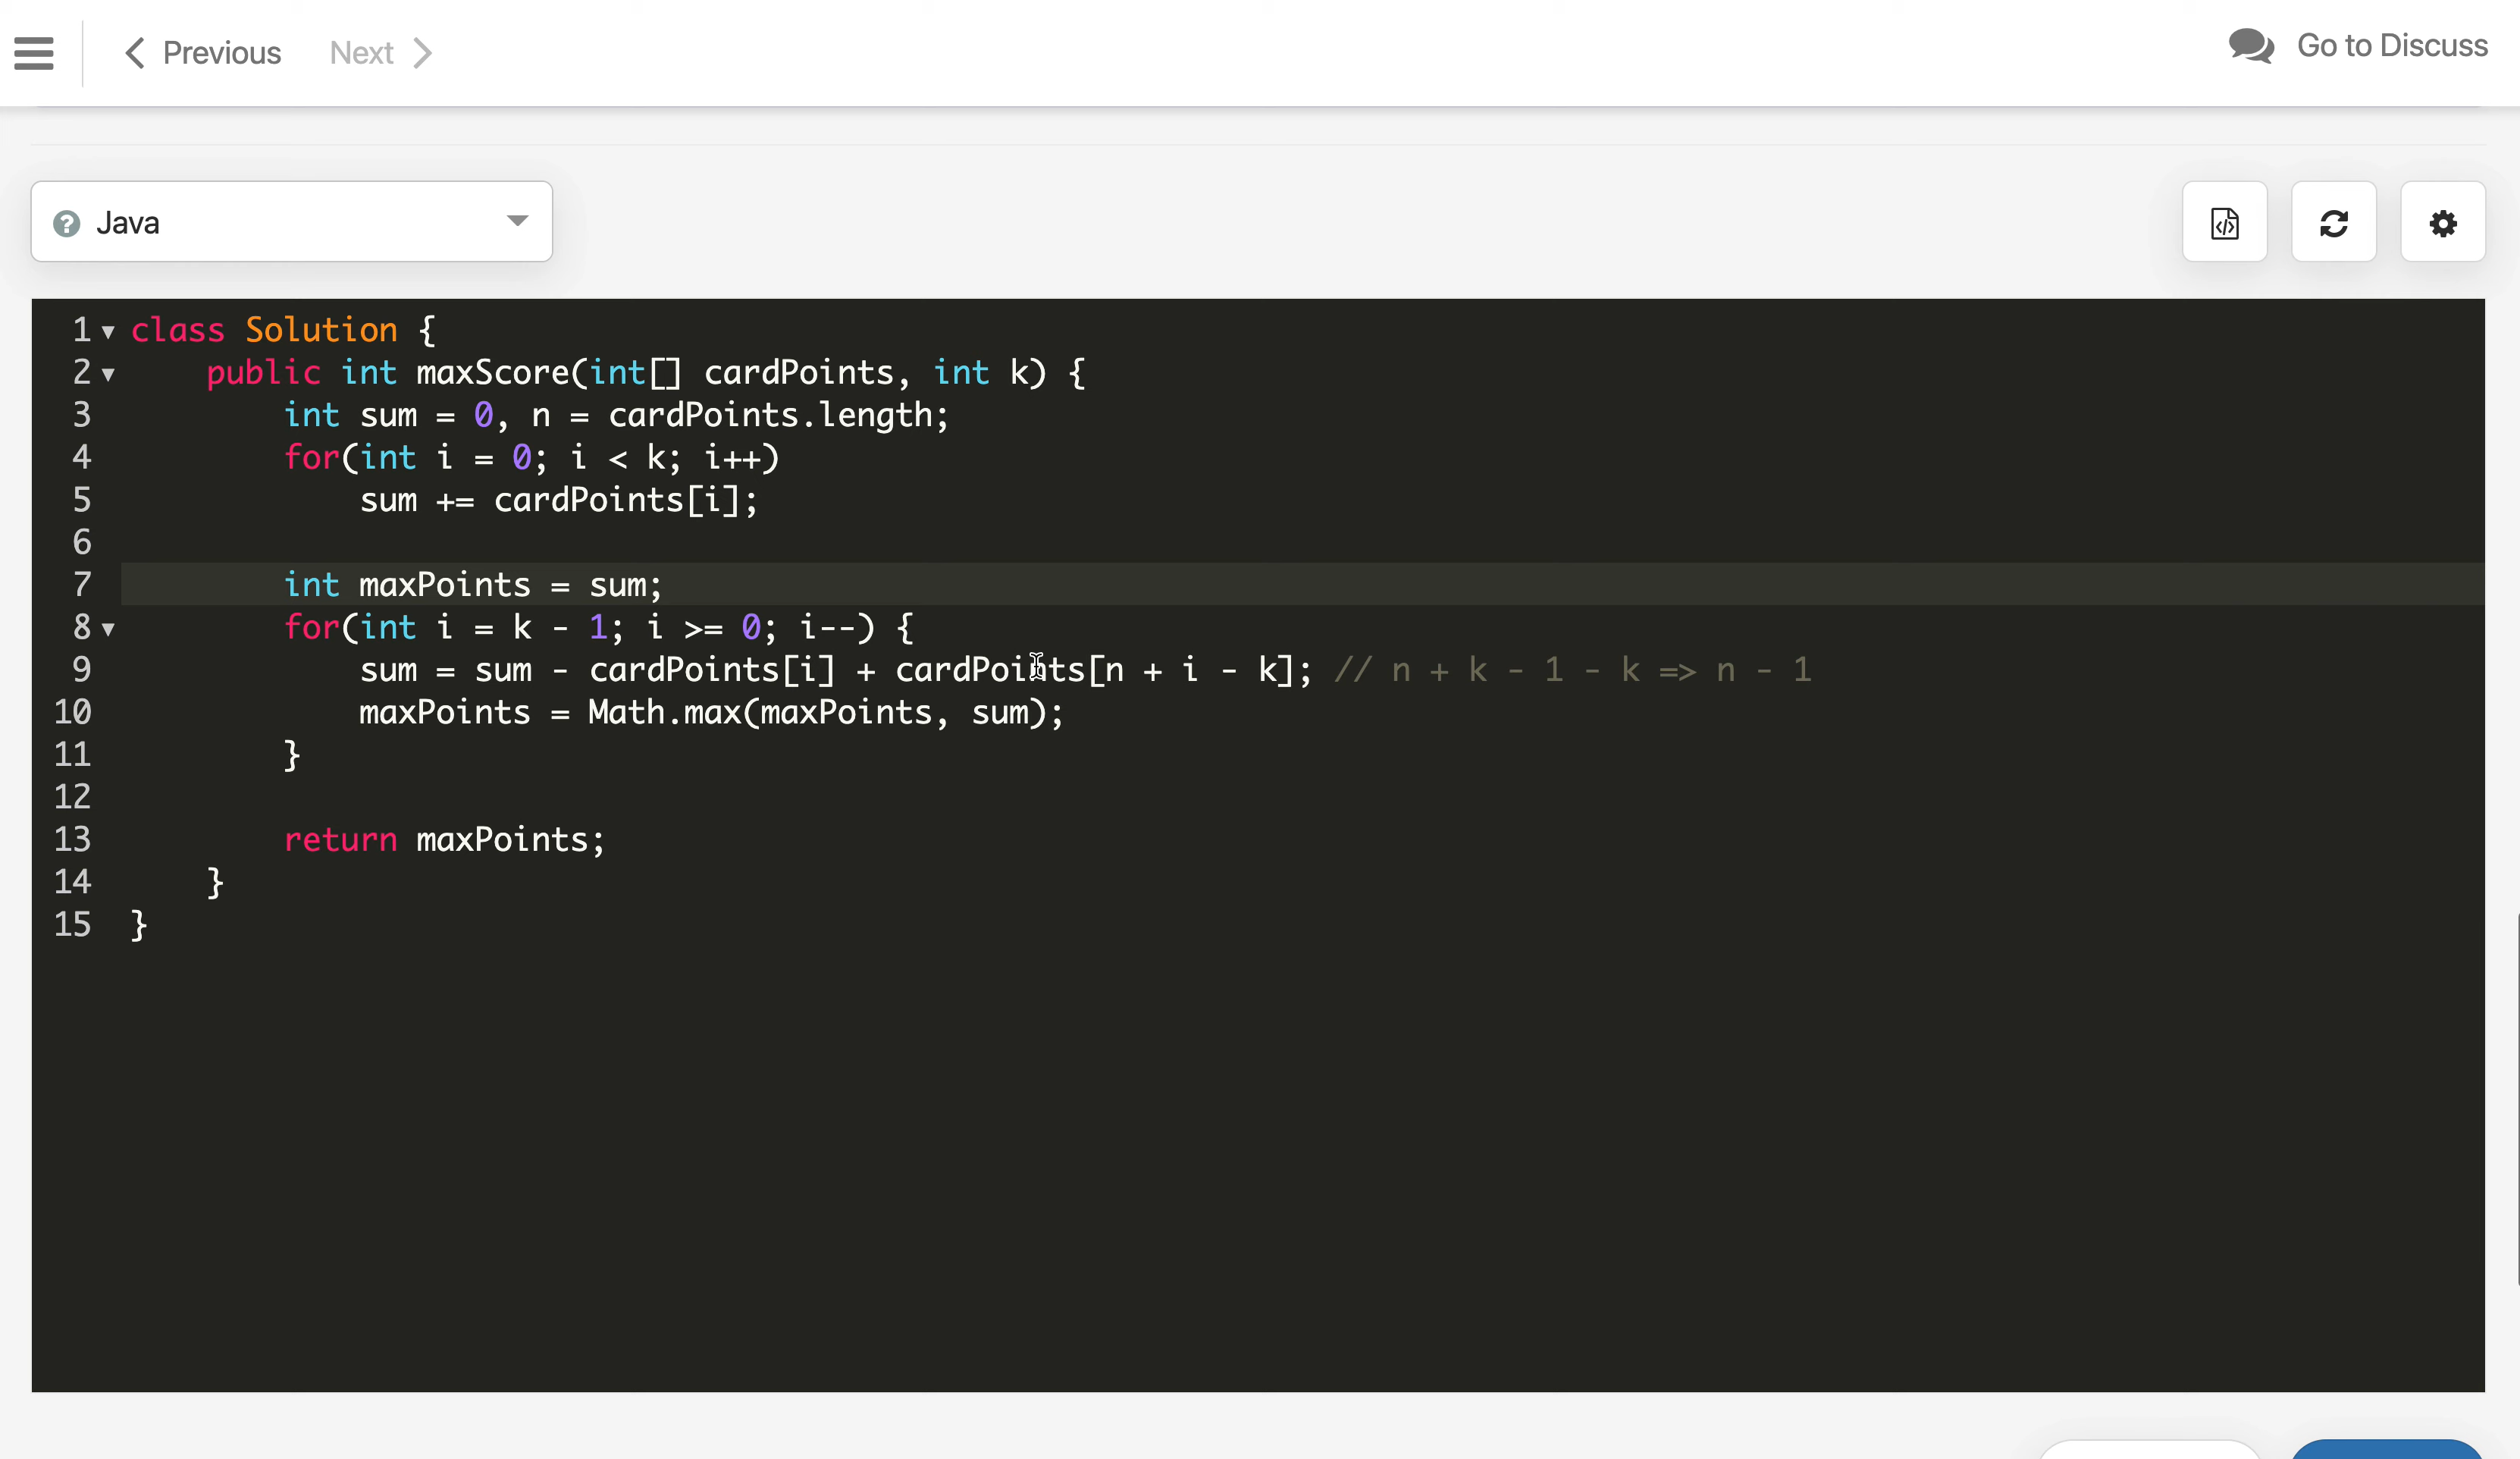 Previous Next Go to Discuss
Java
1 class Solution {
2 public int maxScore(int[] cardPoints, int k) {
3 int sum = 0, n = cardPoints.length;
4 for(int i = 0; i < k; i++)
5 sum += cardPoints[i];
6
7 int maxPoints = sum;
8 for(int i = k - 1; i >= 0; i--) {
9 sum = sum - cardPoints[i] + cardPoints[n + i - k]; // n + k - 1 - k => n - 1
10 maxPoints = Math.max(maxPoints, sum);
11 }
12
13 return maxPoints;
14 }
15 }